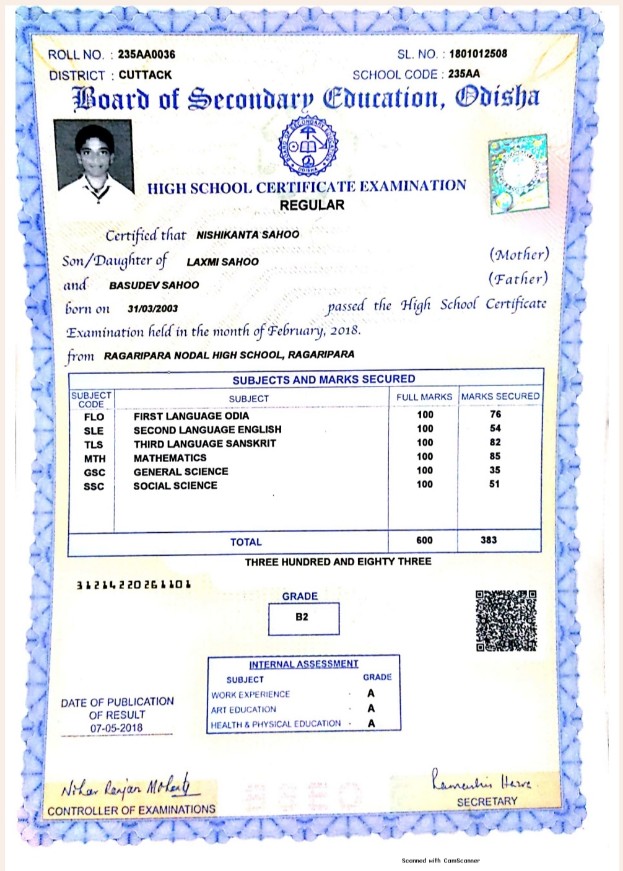 ROLL NO. : 235AA0036 SL. NO. : 1801012508
DISTRICT : CUTTACK SCHOOL CODE : 235AA
Board of Secondary Education, Odisha
HIGH SCHOOL CERTIFICATE EXAMINATION
REGULAR
Certified that NISHIKANTA SAHOO
Son/Daughter of LAXMI SAHOO (Mother)
and BASUDEV SAHOO (Father)
born on 31/03/2003 passed the High School Certificate
Examination held in the month of February, 2018.
from RAGARIPARA NODAL HIGH SCHOOL, RAGARIPARA
SUBJECTS AND MARKS SECURED
SUBJECT CODE SUBJECT FULL MARKS MARKS SECURED
FLO FIRST LANGUAGE ODIA 100 76
SLE SECOND LANGUAGE ENGLISH 100 54
TLS THIRD LANGUAGE SANSKRIT 100 82
MTH MATHEMATICS 100 85
GSC GENERAL SCIENCE 100 35
SSC SOCIAL SCIENCE 100 51
TOTAL 600 383
THREE HUNDRED AND EIGHTY THREE
31214220261101
GRADE
B2
INTERNAL ASSESSMENT
SUBJECT GRADE
WORK EXPERIENCE - A
ART EDUCATION - A
HEALTH & PHYSICAL EDUCATION - A
DATE OF PUBLICATION
OF RESULT
07-05-2018
Nihar Ranjan Mohanty
CONTROLLER OF EXAMINATIONS
SECRETARY
BSEO
Scanned with CamScanner